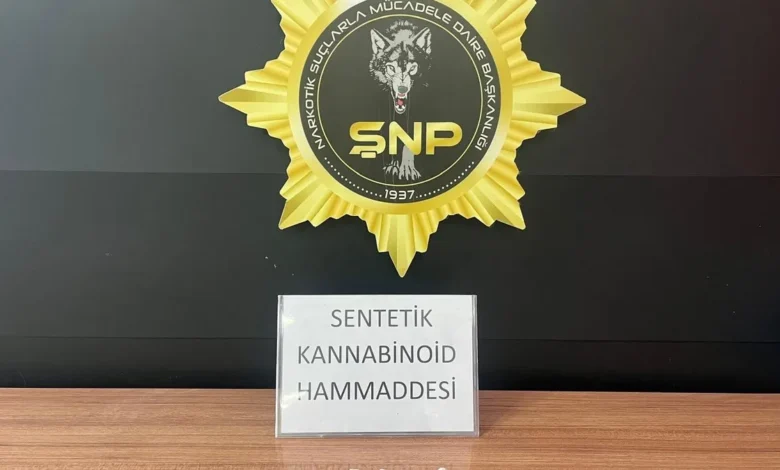 NARKOTİK SUÇLARLA MÜCADELE DAİRE BAŞKANLIĞI
ŞNP
1937
SENTETİK
KANNABİNOİD
HAMMADDESİ